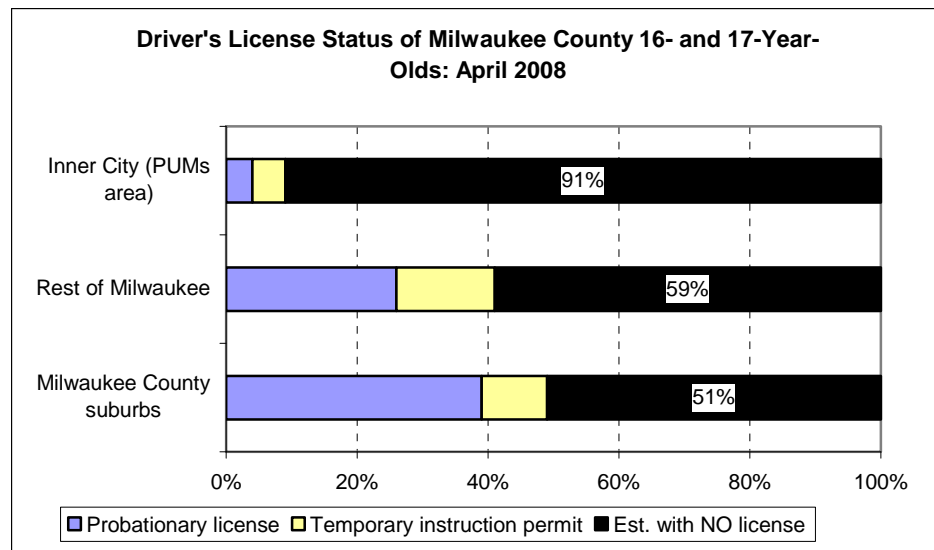 Driver's License Status of Milwaukee County 16- and 17-Year-
Olds: April 2008
Inner City (PUMs
area)
91%
Rest of Milwaukee
59%
Milwaukee County
suburbs
51%
0% 20% 40% 60% 80% 100%
Probationary license Temporary instruction permit Est. with NO license